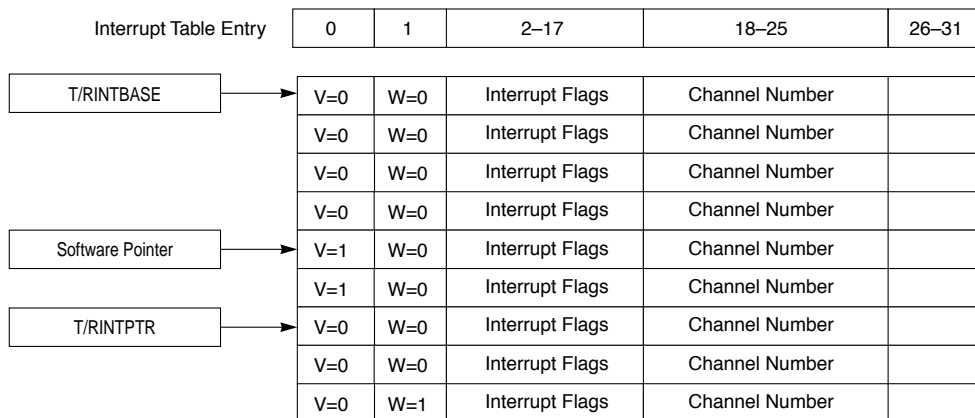 Interrupt Table Entry 0 1 2–17 18–25 26–31
T/RINTBASE V=0 W=0 Interrupt Flags Channel Number
V=0 W=0 Interrupt Flags Channel Number
V=0 W=0 Interrupt Flags Channel Number
V=0 W=0 Interrupt Flags Channel Number
Software Pointer V=1 W=0 Interrupt Flags Channel Number
V=1 W=0 Interrupt Flags Channel Number
T/RINTPTR V=0 W=0 Interrupt Flags Channel Number
V=0 W=0 Interrupt Flags Channel Number
V=0 W=1 Interrupt Flags Channel Number